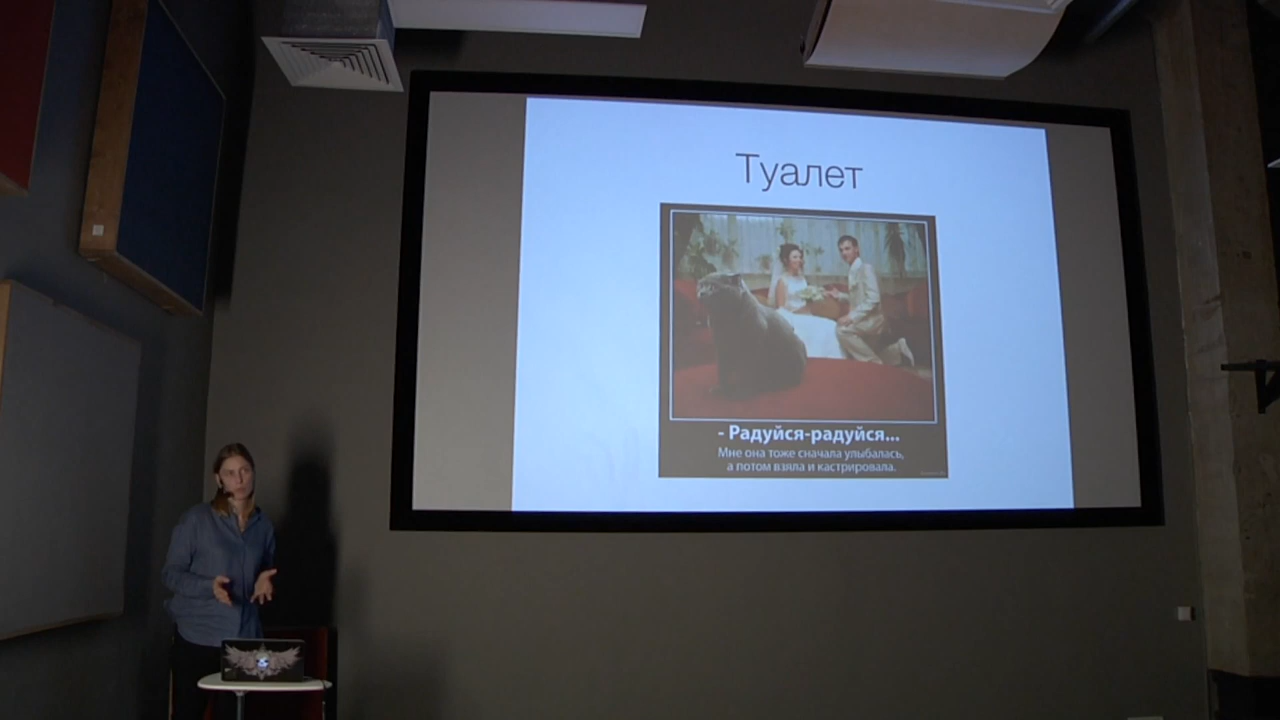 Туалет
- Радуйся-радуйся...
Мне она тоже сначала улыбалась,
а потом взяла и кастрировала.